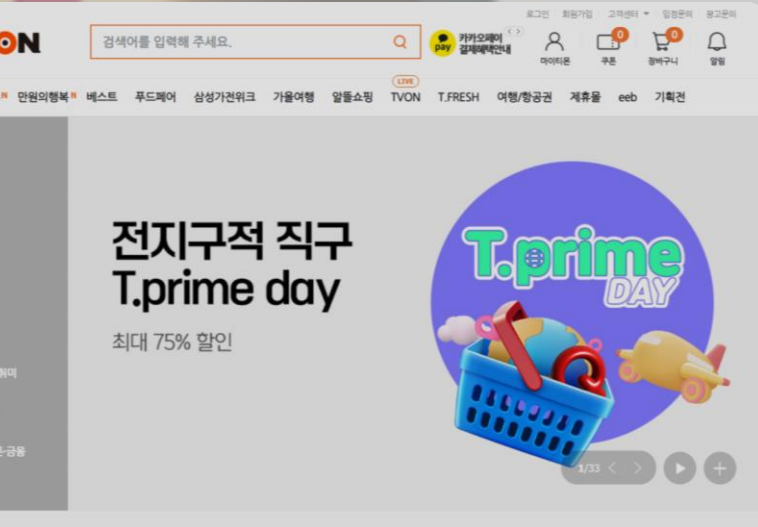 로그인 회원가입 고객센터 입점문의 광고문의
ON
검색어를 입력해 주세요.
pay
카카오페이
결제혜택안내
0
0
마이티몬 쿠폰 장바구니 알림
LIVE
N 만원의행복 N 베스트 푸드페어 삼성가전위크 가을여행 알뜰쇼핑 TVON T.FRESH 여행/항공권 제휴몰 eeb 기획전
전지구적 직구
T.prime day
최대 75% 할인
T.prime
DAY
취미
·금융
1/33